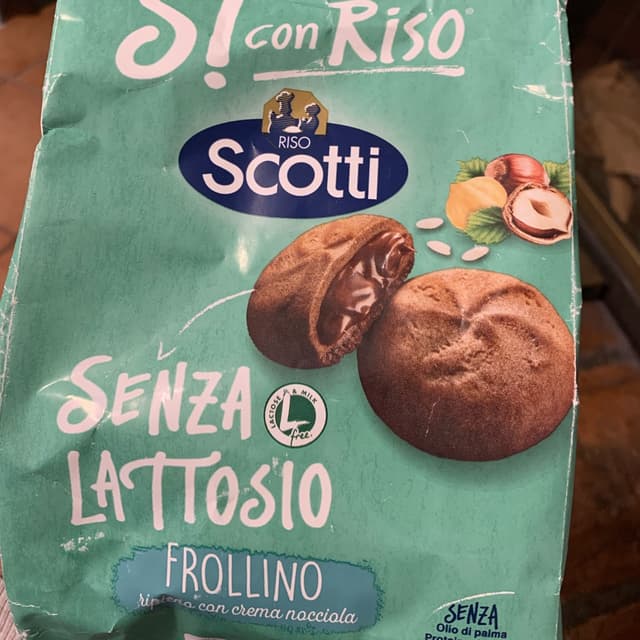 Sì con Riso
RISO
Scotti
SENZA
LATTOSIO
LACTOSE & MILK
L
free.
FROLLINO
ripieno con crema nocciola
SENZA
Olio di palma